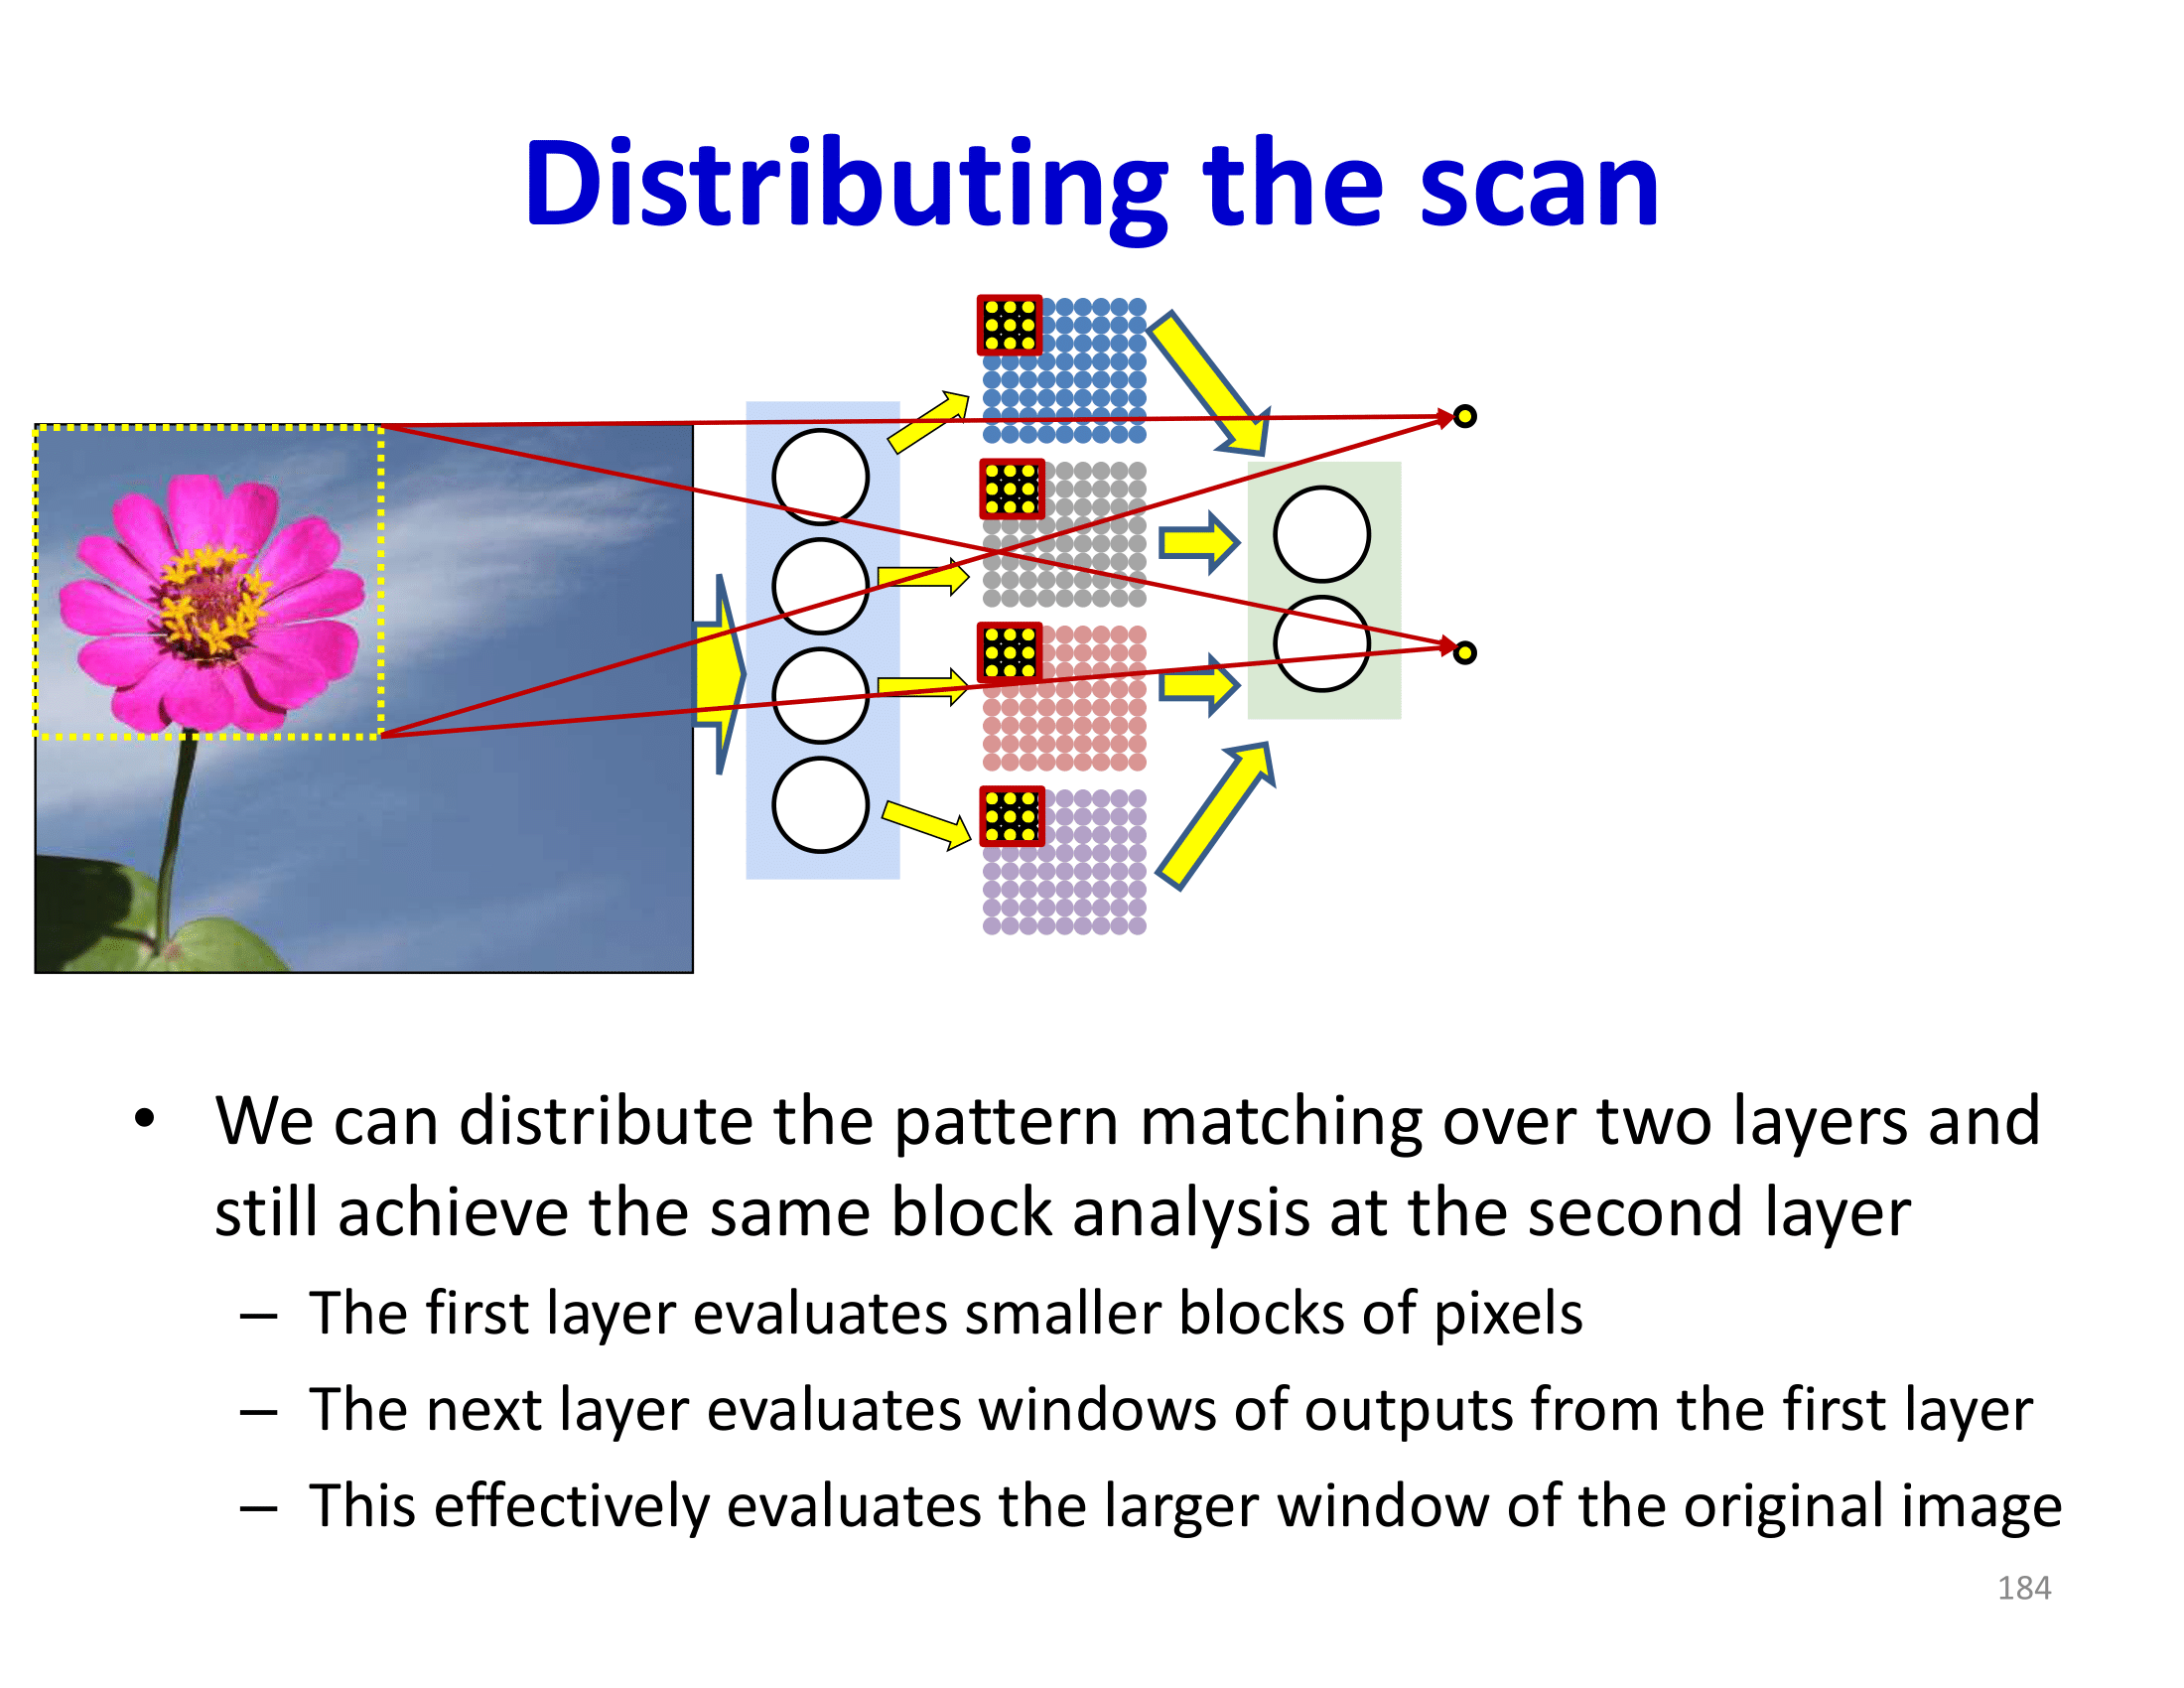 Distributing the scan
• We can distribute the pattern matching over two layers and
still achieve the same block analysis at the second layer
– The first layer evaluates smaller blocks of pixels
– The next layer evaluates windows of outputs from the first layer
– This effectively evaluates the larger window of the original image
184